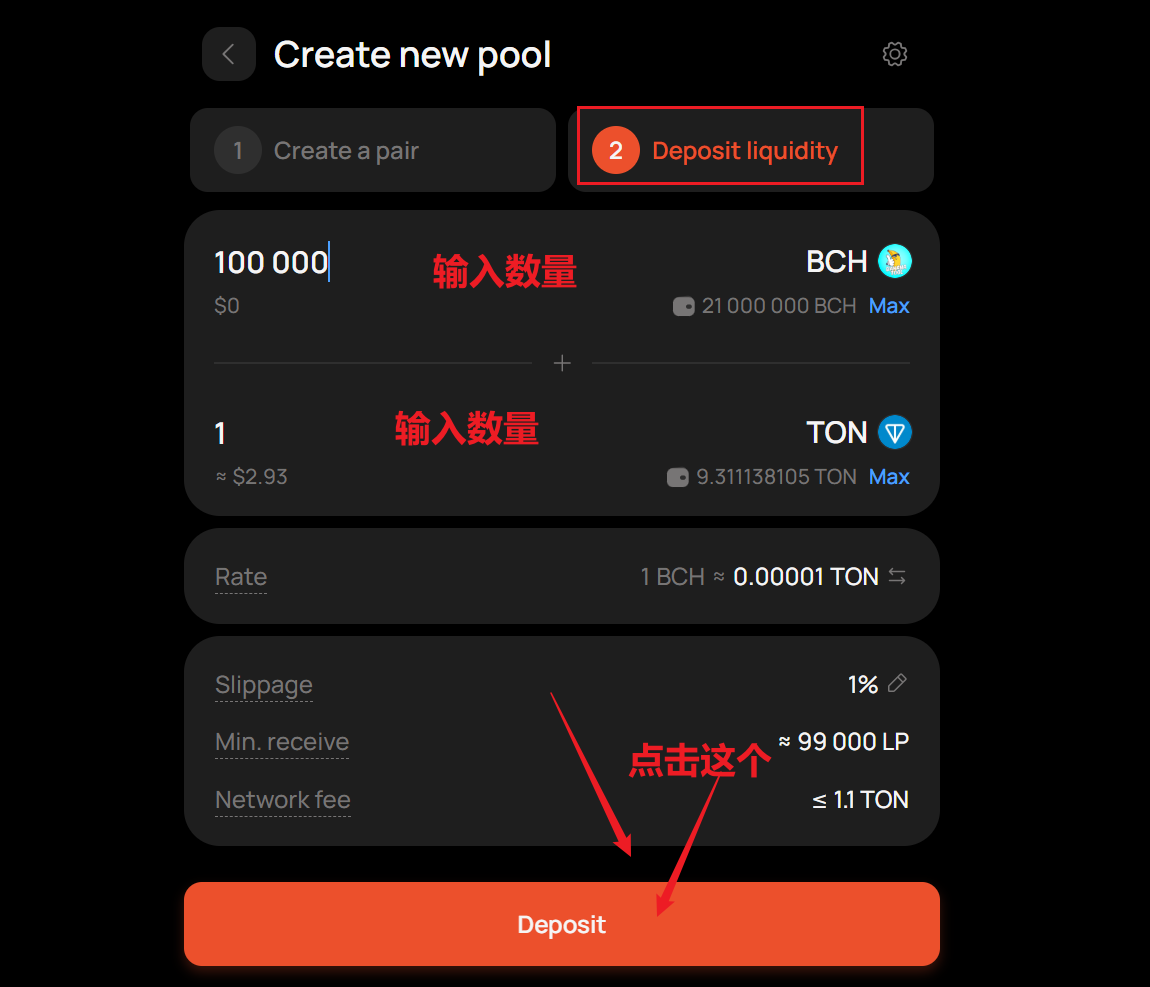 Create new pool
1 Create a pair
2 Deposit liquidity
100 000 输入数量 BCH
$0 21 000 000 BCH Max
1 输入数量 TON
≈ $2.93 9.311138105 TON Max
Rate 1 BCH ≈ 0.00001 TON
Slippage 1%
Min. receive ≈ 99 000 LP
点击这个
Network fee ≤ 1.1 TON
Deposit